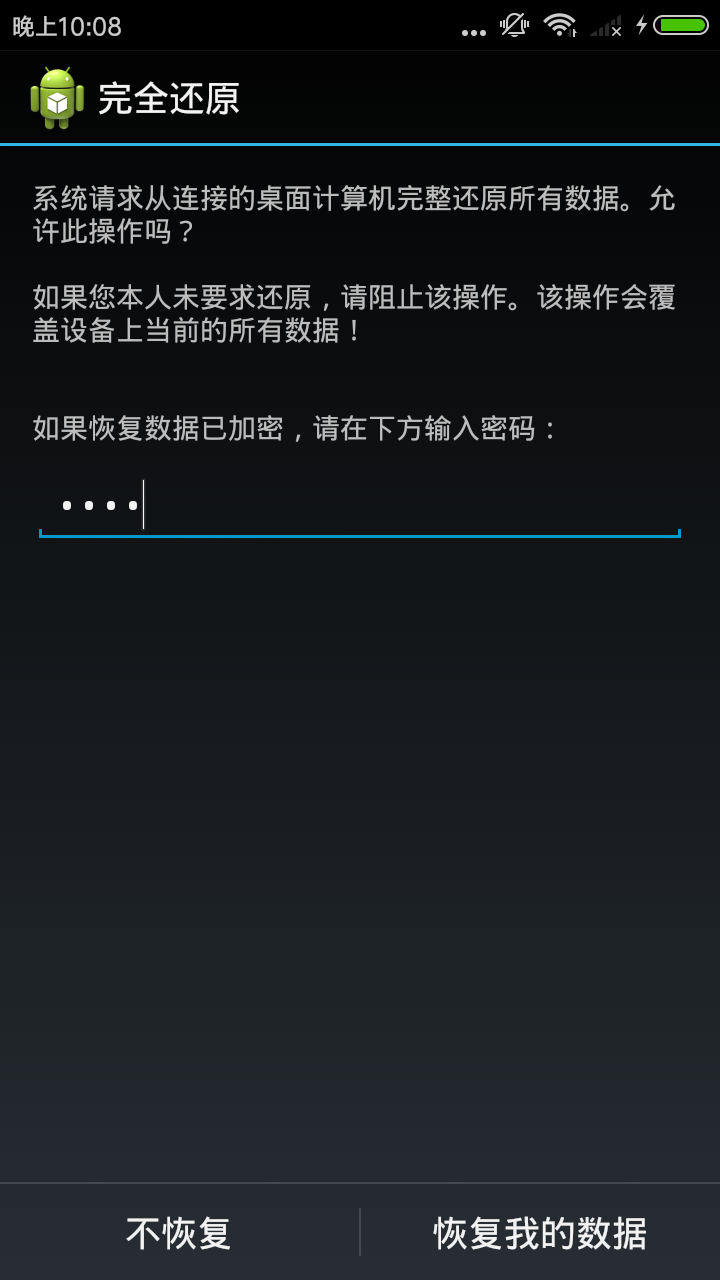 晚上10:08
完全还原
系统请求从连接的桌面计算机完整还原所有数据。允
许此操作吗？
如果您本人未要求还原，请阻止该操作。该操作会覆
盖设备上当前的所有数据！
如果恢复数据已加密，请在下方输入密码：
不恢复
恢复我的数据